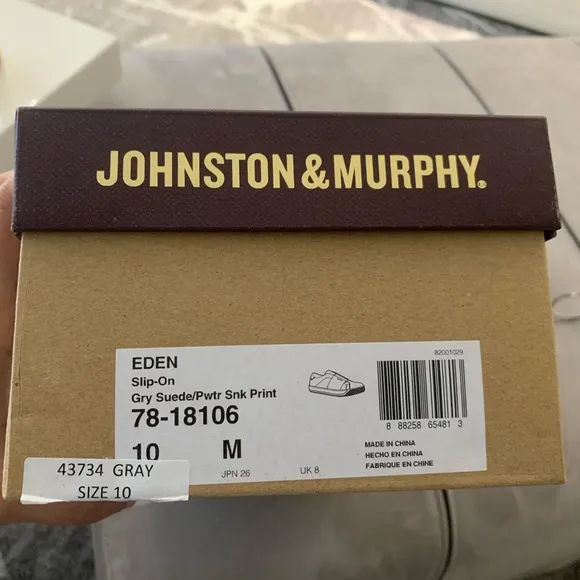 JOHNSTON & MURPHY®
EDEN
Slip-On
Gry Suede/Pwtr Snk Print
78-18106
10 M
JPN 26 UK 8
82001029
8 88258 65481 3
MADE IN CHINA
HECHO EN CHINA
FABRIQUE EN CHINE
43734 GRAY
SIZE 10